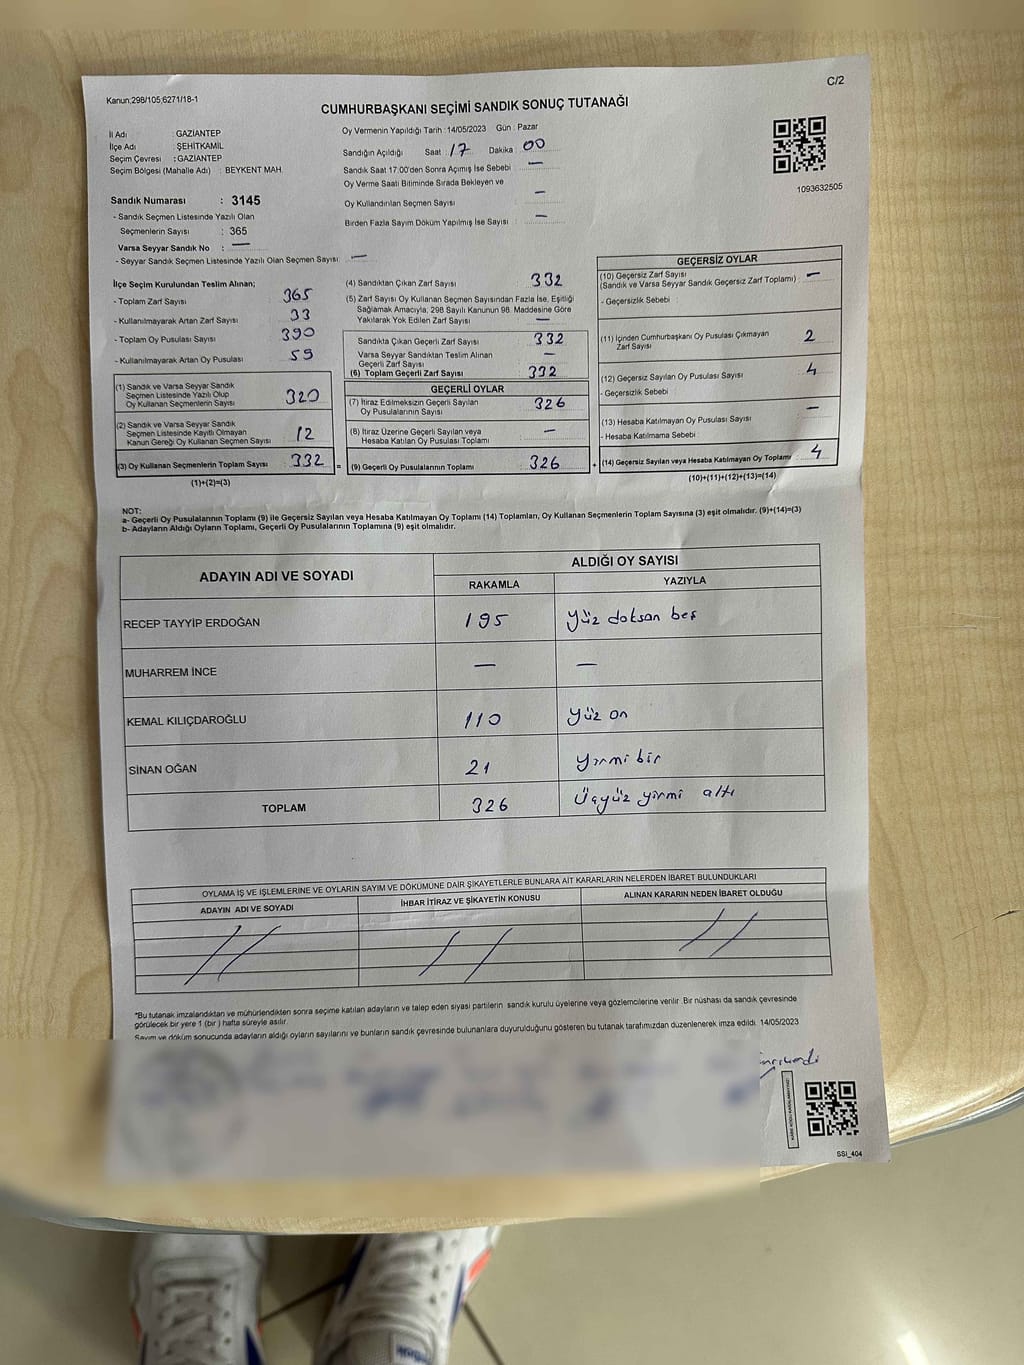 Kanun;298/105;6271/18-1
C/2
CUMHURBAŞKANI SEÇİMİ SANDIK SONUÇ TUTANAĞI
İl Adı : GAZİANTEP
İlçe Adı : ŞEHİTKAMİL
Seçim Çevresi : GAZİANTEP
Seçim Bölgesi (Mahalle Adı) : BEYKENT MAH.
Sandık Numarası : 3145
- Sandık Seçmen Listesinde Yazılı Olan
Seçmenlerin Sayısı : 365
Varsa Seyyar Sandık No : —
- Seyyar Sandık Seçmen Listesinde Yazılı Olan Seçmen Sayısı: —
Oy Vermenin Yapıldığı Tarih : 14/05/2023 Gün : Pazar
Sandığın Açıldığı Saat : 17 Dakika : 00
Sandık Saat 17.00'den Sonra Açımış İse Sebebi : —
Oy Verme Saati Bitiminde Sırada Bekleyen ve
Oy Kullandırılan Seçmen Sayısı : —
Birden Fazla Sayım Döküm Yapılmış İse Sayısı : —
1093632505
İlçe Seçim Kurulundan Teslim Alınan;
- Toplam Zarf Sayısı : 365
- Kullanılmayarak Artan Zarf Sayısı : 33
- Toplam Oy Pusulası Sayısı : 390
- Kullanılmayarak Artan Oy Pusulası : 59
(1) Sandık ve Varsa Seyyar Sandık
Seçmen Listesinde Yazılı Olup
Oy Kullanan Seçmenlerin Sayısı : 320
(2) Sandık ve Varsa Seyyar Sandık
Seçmen Listesinde Kayıtlı Olmayan
Kanun Gereği Oy Kullanan Seçmen Sayısı : 12
(3) Oy Kullanan Seçmenlerin Toplam Sayısı : 332 =
(1)+(2)=(3)
(4) Sandıktan Çıkan Zarf Sayısı : 332
(5) Zarf Sayısı Oy Kullanan Seçmen Sayısından Fazla İse, Eşitliği
Sağlamak Amacıyla, 298 Sayılı Kanunun 98. Maddesine Göre
Yakılarak Yok Edilen Zarf Sayısı : —
Sandıkta Çıkan Geçerli Zarf Sayısı : 332
Varsa Seyyar Sandıktan Teslim Alınan
Geçerli Zarf Sayısı : —
(6) Toplam Geçerli Zarf Sayısı : 332
GEÇERLİ OYLAR
(7) İtiraz Edilmeksizin Geçerli Sayılan
Oy Pusulalarının Sayısı : 326
(8) İtiraz Üzerine Geçerli Sayılan veya
Hesaba Katılan Oy Pusulası Toplamı : —
(9) Geçerli Oy Pusulalarının Toplamı : 326 +
GEÇERSİZ OYLAR
(10) Geçersiz Zarf Sayısı
(Sandık ve Varsa Seyyar Sandık Geçersiz Zarf Toplamı) : —
- Geçersizlik Sebebi :
(11) İçinden Cumhurbaşkanı Oy Pusulası Çıkmayan
Zarf Sayısı : 2
(12) Geçersiz Sayılan Oy Pusulası Sayısı : 4
- Geçersizlik Sebebi :
(13) Hesaba Katılmayan Oy Pusulası Sayısı : —
- Hesaba Katılmama Sebebi :
(14) Geçersiz Sayılan veya Hesaba Katılmayan Oy Toplamı : 4
(10)+(11)+(12)+(13)=(14)
NOT:
a- Geçerli Oy Pusulalarının Toplamı (9) ile Geçersiz Sayılan veya Hesaba Katılmayan Oy Toplamı (14) Toplamları, Oy Kullanan Seçmenlerin Toplam Sayısına (3) eşit olmalıdır. (9)+(14)=(3)
b- Adayların Aldığı Oyların Toplamı, Geçerli Oy Pusulalarının Toplamına (9) eşit olmalıdır.
ADAYIN ADI VE SOYADI
ALDIĞI OY SAYISI
RAKAMLA YAZIYLA
RECEP TAYYİP ERDOĞAN 195 yüz doksan beş
MUHARREM İNCE — —
KEMAL KILIÇDAROĞLU 110 yüz on
SİNAN OĞAN 21 yirmi bir
TOPLAM 326 Üçyüz yirmi altı
OYLAMA İŞ VE İŞLEMLERİNE VE OYLARIN SAYIM VE DÖKÜMÜNE DAİR ŞİKAYETLERLE BUNLARA AİT KARARLARIN NELERDEN İBARET BULUNDUKLARI
ADAYIN ADI VE SOYADI İHBAR İTİRAZ VE ŞİKAYETİN KONUSU ALINAN KARARIN NEDEN İBARET OLDUĞU
*Bu tutanak imzalandıktan ve mühürlendikten sonra seçime katılan adayların ve talep eden siyasi partilerin sandık kurulu üyelerine veya gözlemcilerine verilir. Bir nüshası da sandık çevresinde
görülecek bir yere 1 (bir) hafta süreyle asılır.
Sayım ve döküm sonucunda adayların aldığı oyların sayılarını ve bunların sandık çevresinde bulunanlara duyurulduğunu gösteren bu tutanak tarafımızdan düzenlenerek imza edildi. 14/05/2023
SSİ_404